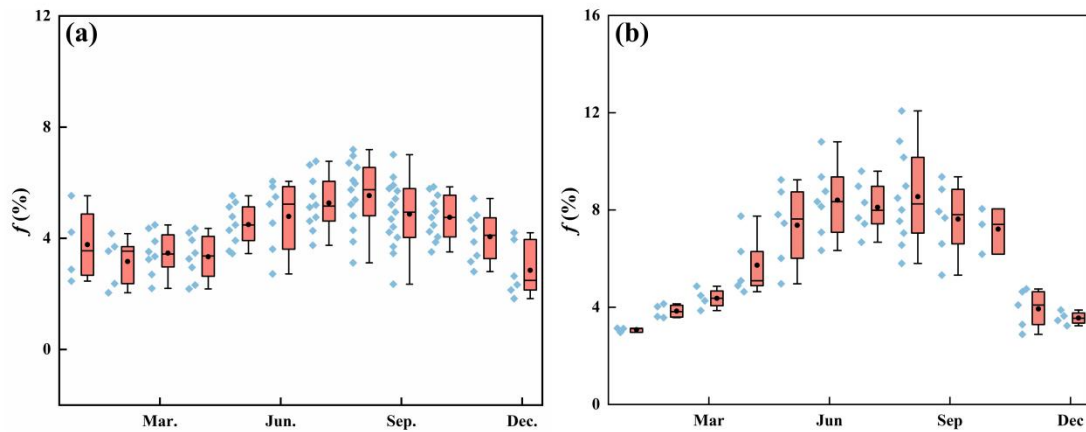 (a)
12
8
4
0
f (%)
Mar.
Jun.
Sep.
Dec.
(b)
16
12
8
4
0
f (%)
Mar
Jun
Sep
Dec